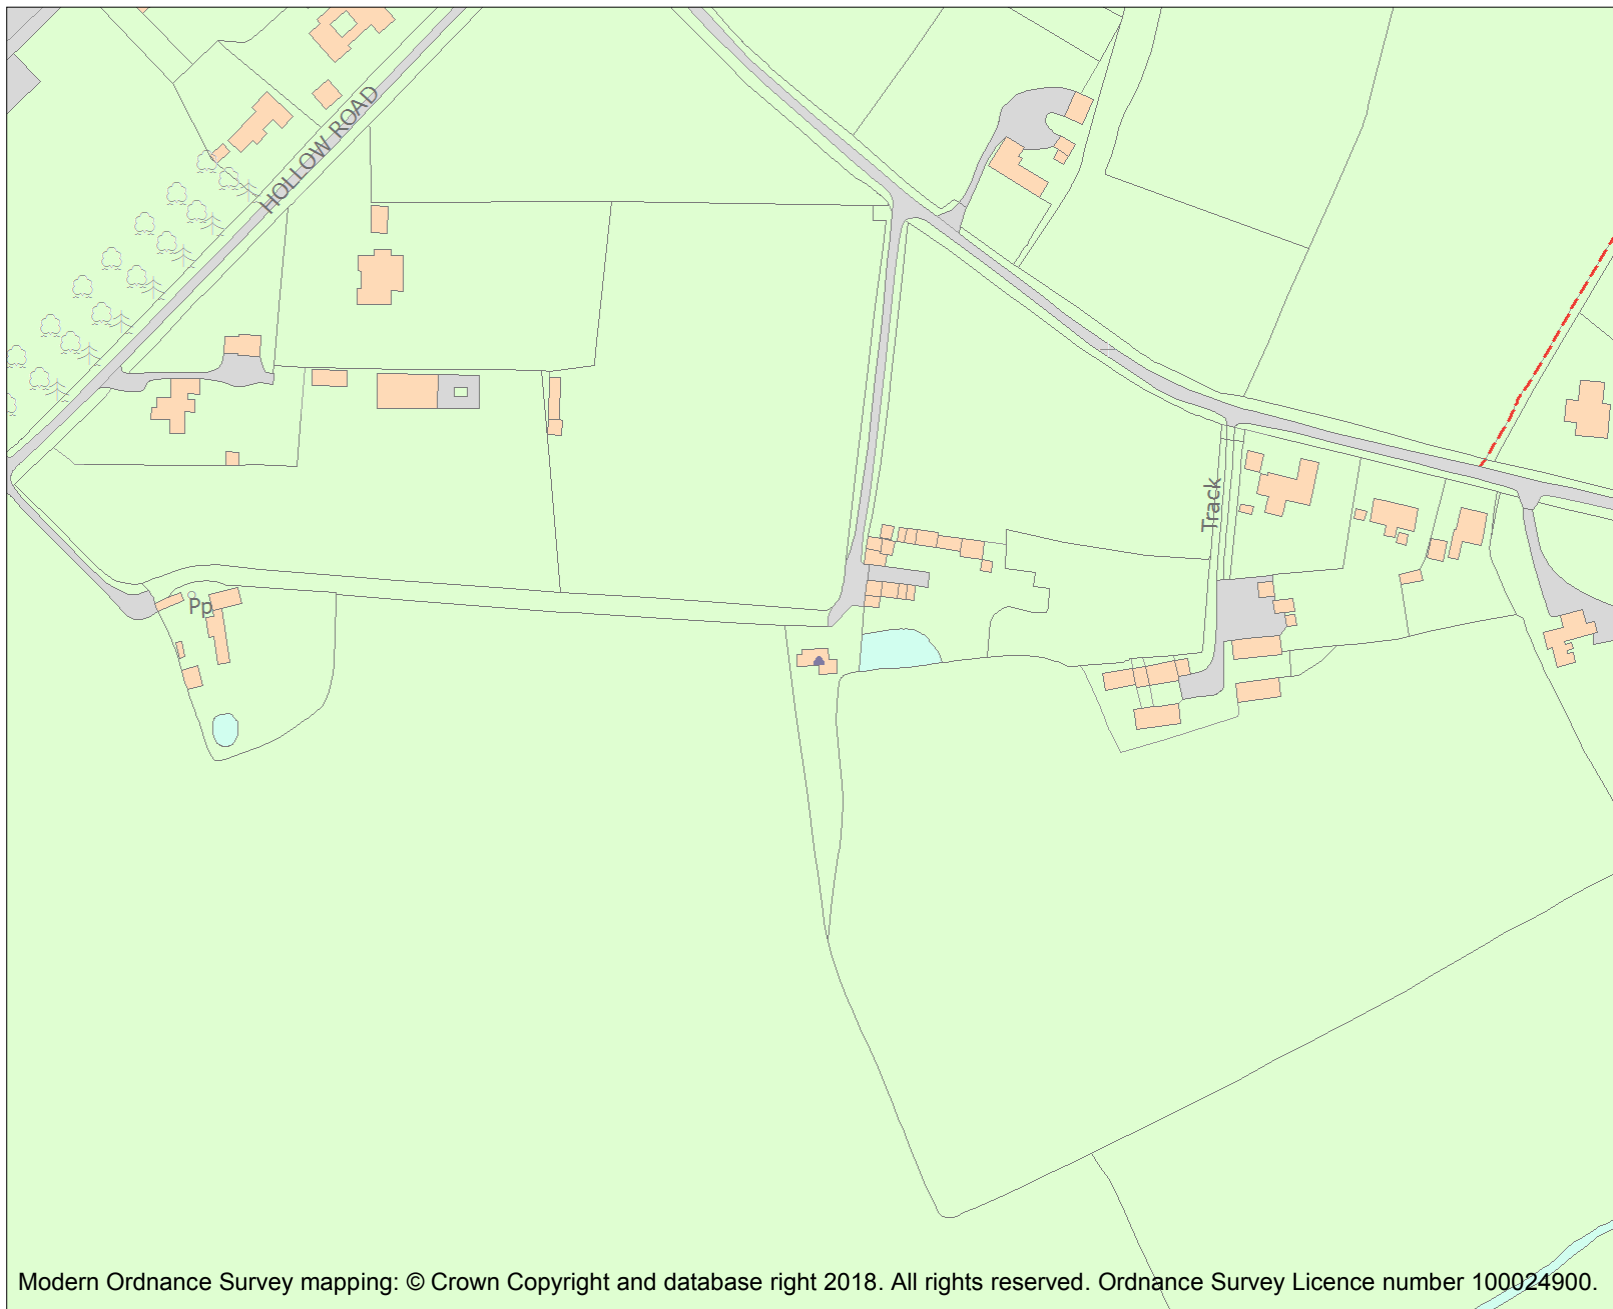 HOLLOW ROAD
Track
Pp
Modern Ordnance Survey mapping: © Crown Copyright and database right 2018. All rights reserved. Ordnance Survey Licence number 100024900.